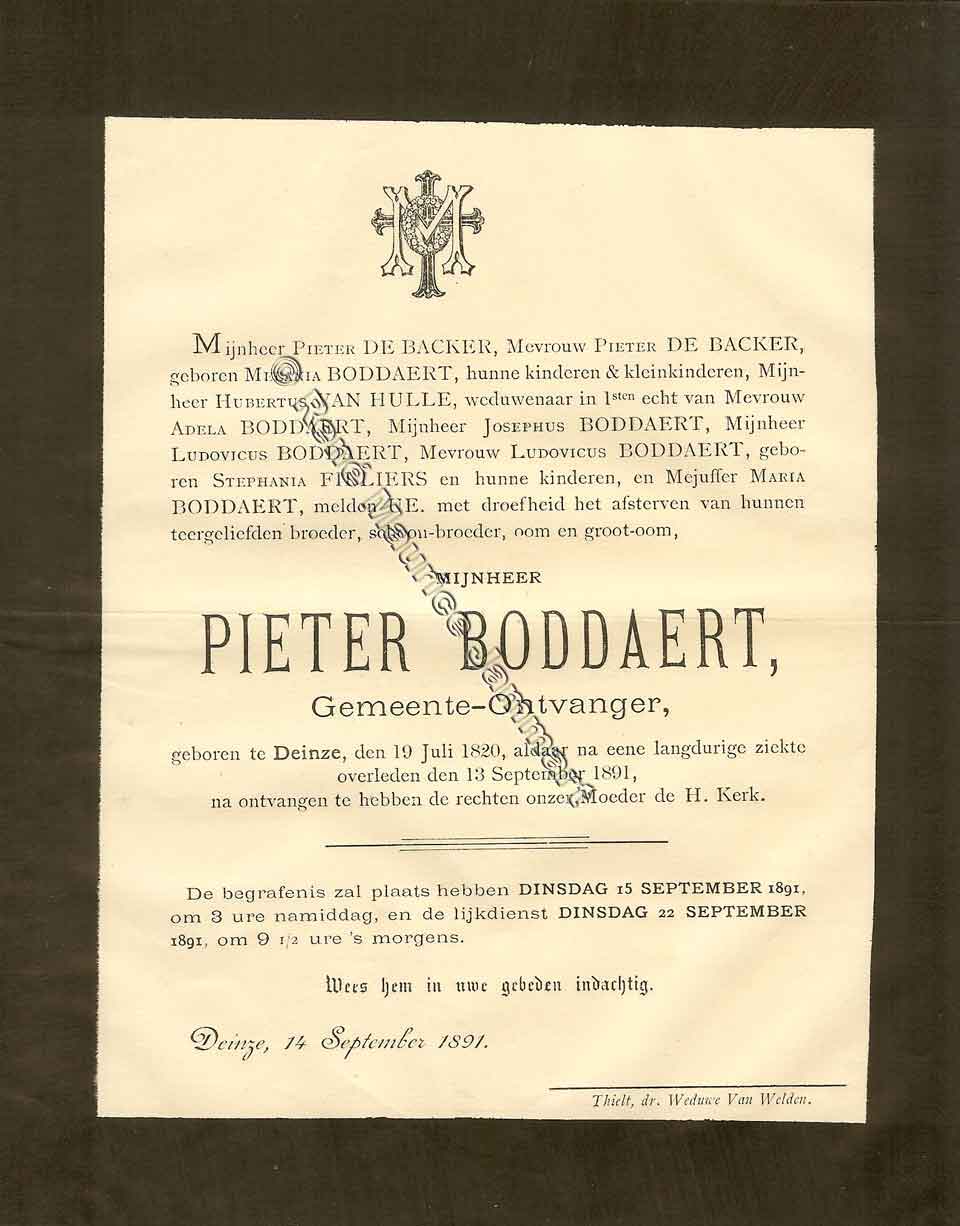 Mijnheer PIETER DE BACKER, Mevrouw PIETER DE BACKER,
geboren BODDAERT, hunne kinderen & kleinkinderen, Mijn-
heer HUBERTUS VAN HULLE, weduwenaar in 1sten echt van Mevrouw
ADELA BODDAERT, Mijnheer JOSEPHUS BODDAERT, Mijnheer
LUDOVICUS BODDAERT, Mevrouw LUDOVICUS BODDAERT, gebo-
ren STEPHANIA en hunne kinderen, en Mejuffer MARIA
BODDAERT, melden UE. met droefheid het afsterven van hunnen
teergeliefden broeder, schoon-broeder, oom en groot-oom,
MIJNHEER
PIETER BODDAERT,
Gemeente-Ontvanger,
geboren te Deinze, den 19 Juli 1820, aldaar na eene langdurige ziekte
overleden den 13 September 1891,
na ontvangen te hebben de rechten onzer Moeder de H. Kerk.
De begrafenis zal plaats hebben DINSDAG 15 SEPTEMBER 1891,
om 3 ure namiddag, en de lijkdienst DINSDAG 22 SEPTEMBER
1891, om 9 1/2 ure 's morgens.
Wees hem in uwe gebeden indachtig.
Deinze, 14 September 1891.
Thielt, dr. Weduwe Van Welden.
© René Maurice Jammart